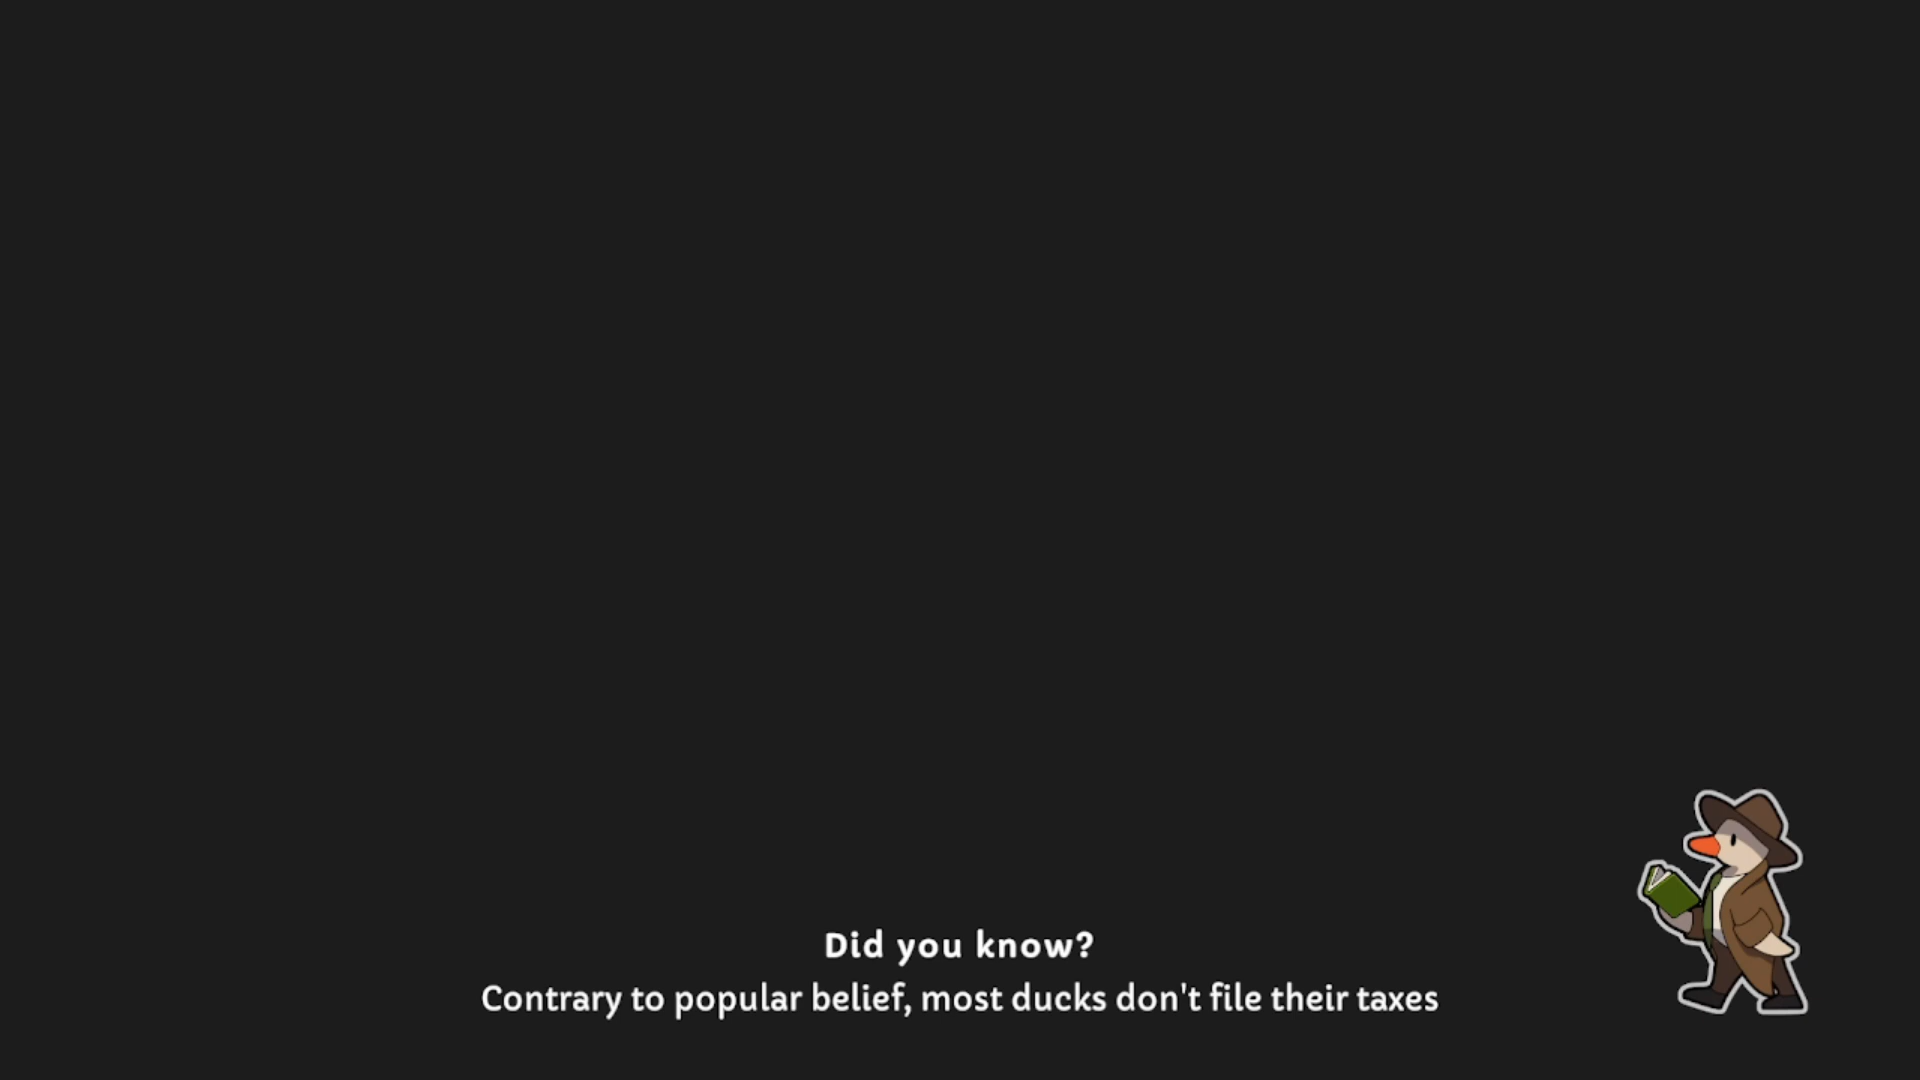 Did you know?
Contrary to popular belief, most ducks don't file their taxes